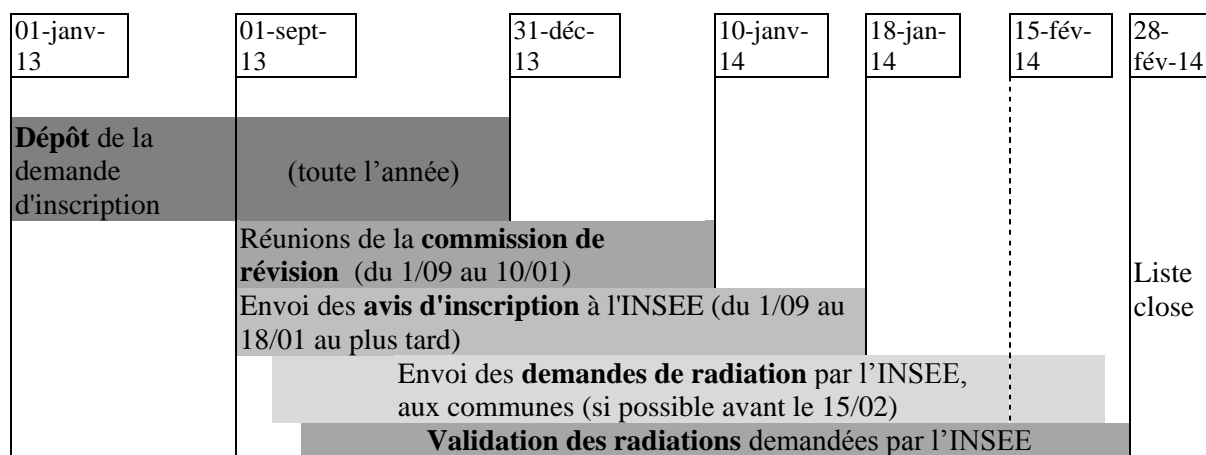 01-janv-
13
01-sept-
13
31-déc-
13
10-janv-
14
18-jan-
14
15-fév-
14
28-
fév-14
Dépôt de la
demande
d'inscription
(toute l’année)
Réunions de la commission de
révision (du 1/09 au 10/01)
Envoi des avis d'inscription à l'INSEE (du 1/09 au
18/01 au plus tard)
Liste
close
Envoi des demandes de radiation par l’INSEE,
aux communes (si possible avant le 15/02)
Validation des radiations demandées par l’INSEE